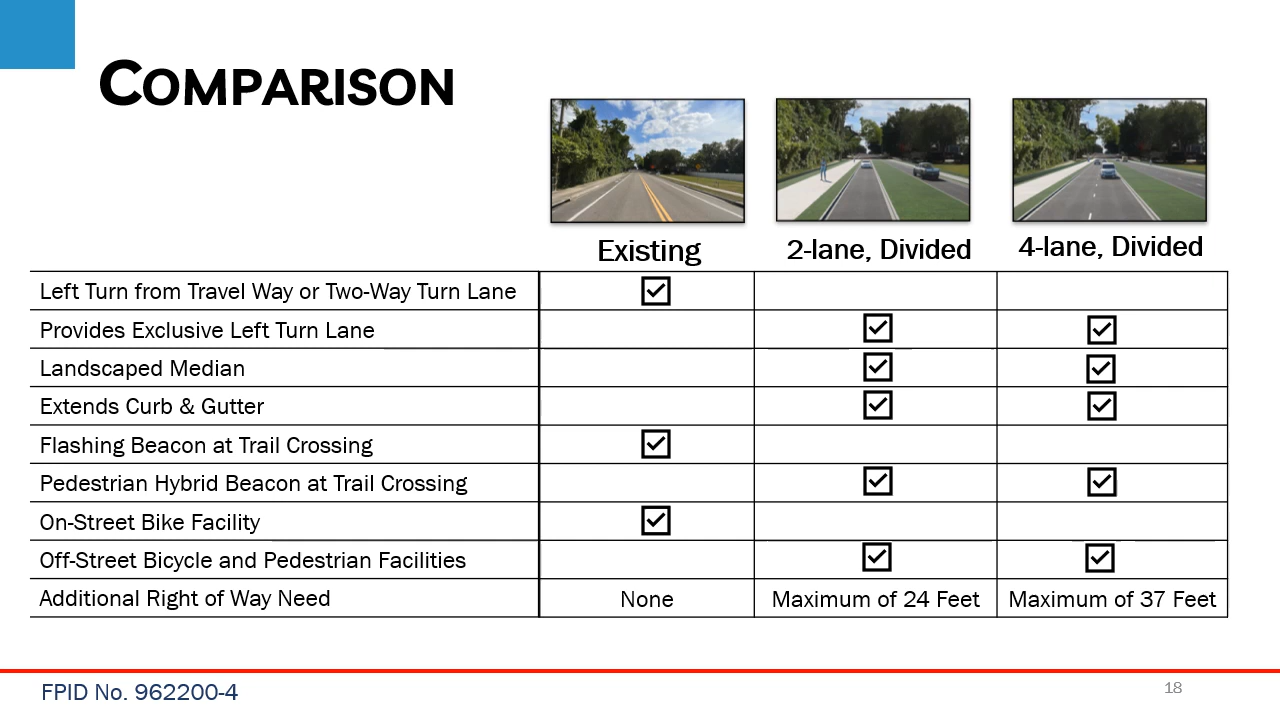 COMPARISON
Existing
2-lane, Divided
4-lane, Divided
Left Turn from Travel Way or Two-Way Turn Lane
Provides Exclusive Left Turn Lane
Landscaped Median
Extends Curb & Gutter
Flashing Beacon at Trail Crossing
Pedestrian Hybrid Beacon at Trail Crossing
On-Street Bike Facility
Off-Street Bicycle and Pedestrian Facilities
Additional Right of Way Need None Maximum of 24 Feet Maximum of 37 Feet
FPID No. 962200-4
18